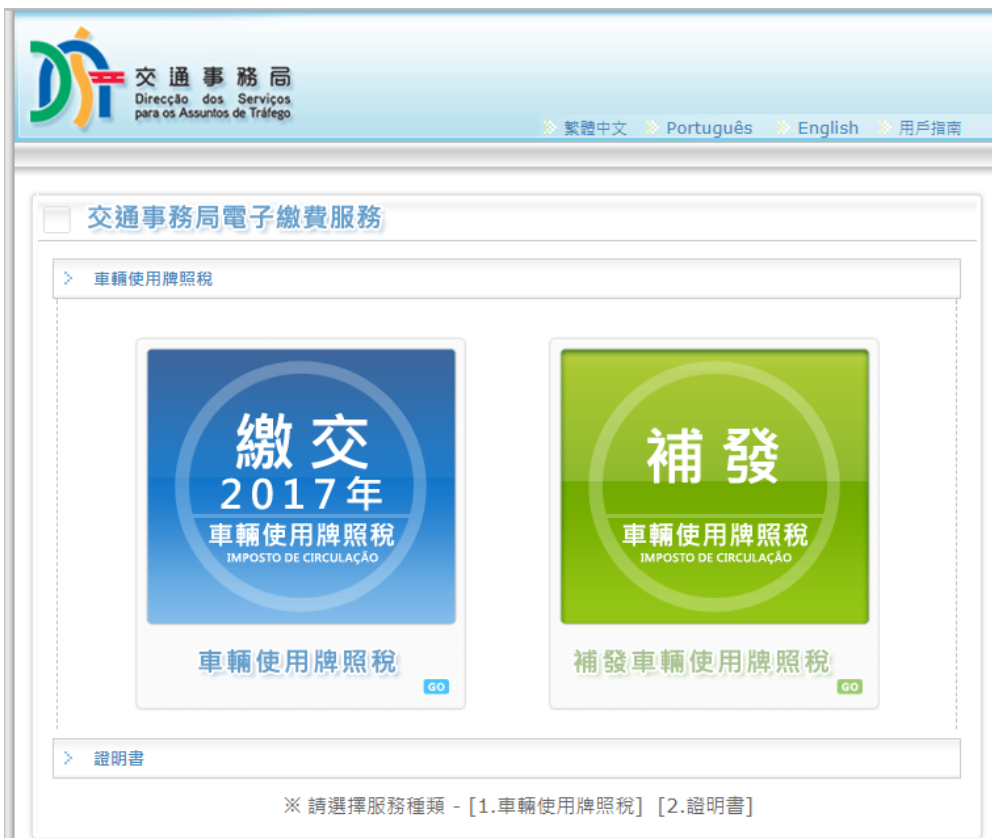 交通事務局
Direcção dos Serviços
para os Assuntos de Tráfego
繁體中文 Português English 用戶指南
交通事務局電子繳費服務
車輛使用牌照稅
繳交
2017年
車輛使用牌照稅
IMPOSTO DE CIRCULAÇÃO
車輛使用牌照稅
GO
補發
車輛使用牌照稅
IMPOSTO DE CIRCULAÇÃO
補發車輛使用牌照稅
GO
證明書
※ 請選擇服務種類 - [1.車輛使用牌照稅] [2.證明書]